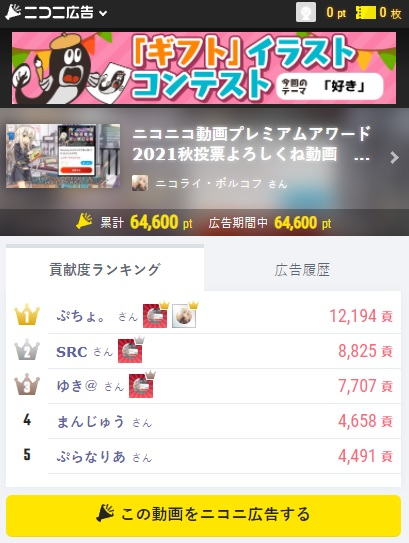 ニコニ広告
0 pt
0 枚
「ギフト」イラスト
コンテスト
今回の
テーマ
「好き」
ニコニコ動画プレミアムアワード
2021秋投票よろしくね動画 ...
ニコライ・ボルコフ さん
累計 64,600 pt 広告期間中 64,600 pt
貢献度ランキング
広告履歴
1 ぷちょ。 さん 12,194 貢
2 SRC さん 8,825 貢
3 ゆき@ さん 7,707 貢
4 まんじゅう さん 4,658 貢
5 ぷらなりあ さん 4,491 貢
この動画をニコニ広告する